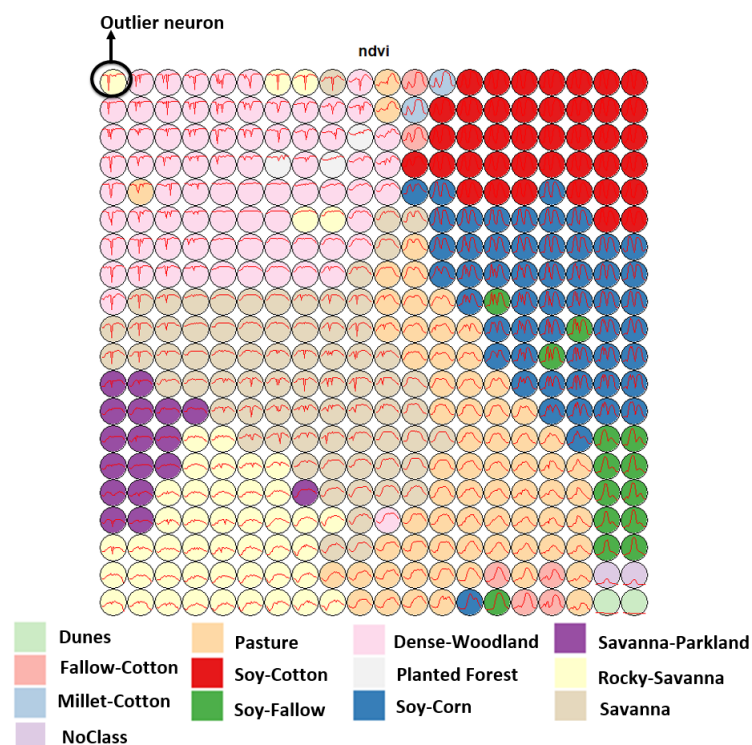 Outlier neuron
ndvi
Dunes
Pasture
Dense-Woodland
Savanna-Parkland
Fallow-Cotton
Soy-Cotton
Planted Forest
Rocky-Savanna
Millet-Cotton
Soy-Fallow
Soy-Corn
Savanna
NoClass